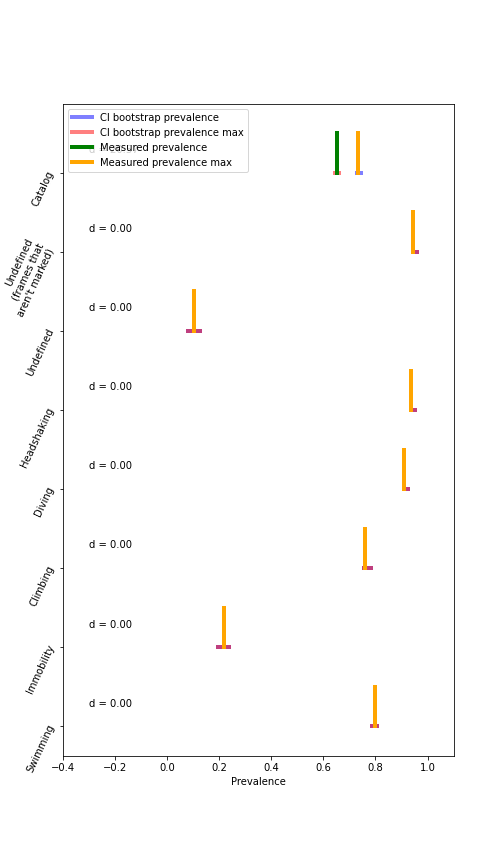 CI bootstrap prevalence
CI bootstrap prevalence max
Measured prevalence
Measured prevalence max
Catalog
d = 0.00
Undefined
(frames that
aren't marked)
d = 0.00
Undefined
d = 0.00
Headshaking
d = 0.00
Diving
d = 0.00
Climbing
d = 0.00
Immobility
d = 0.00
Swimming
−0.4
−0.2
0.0
0.2
0.4
0.6
0.8
1.0
Prevalence